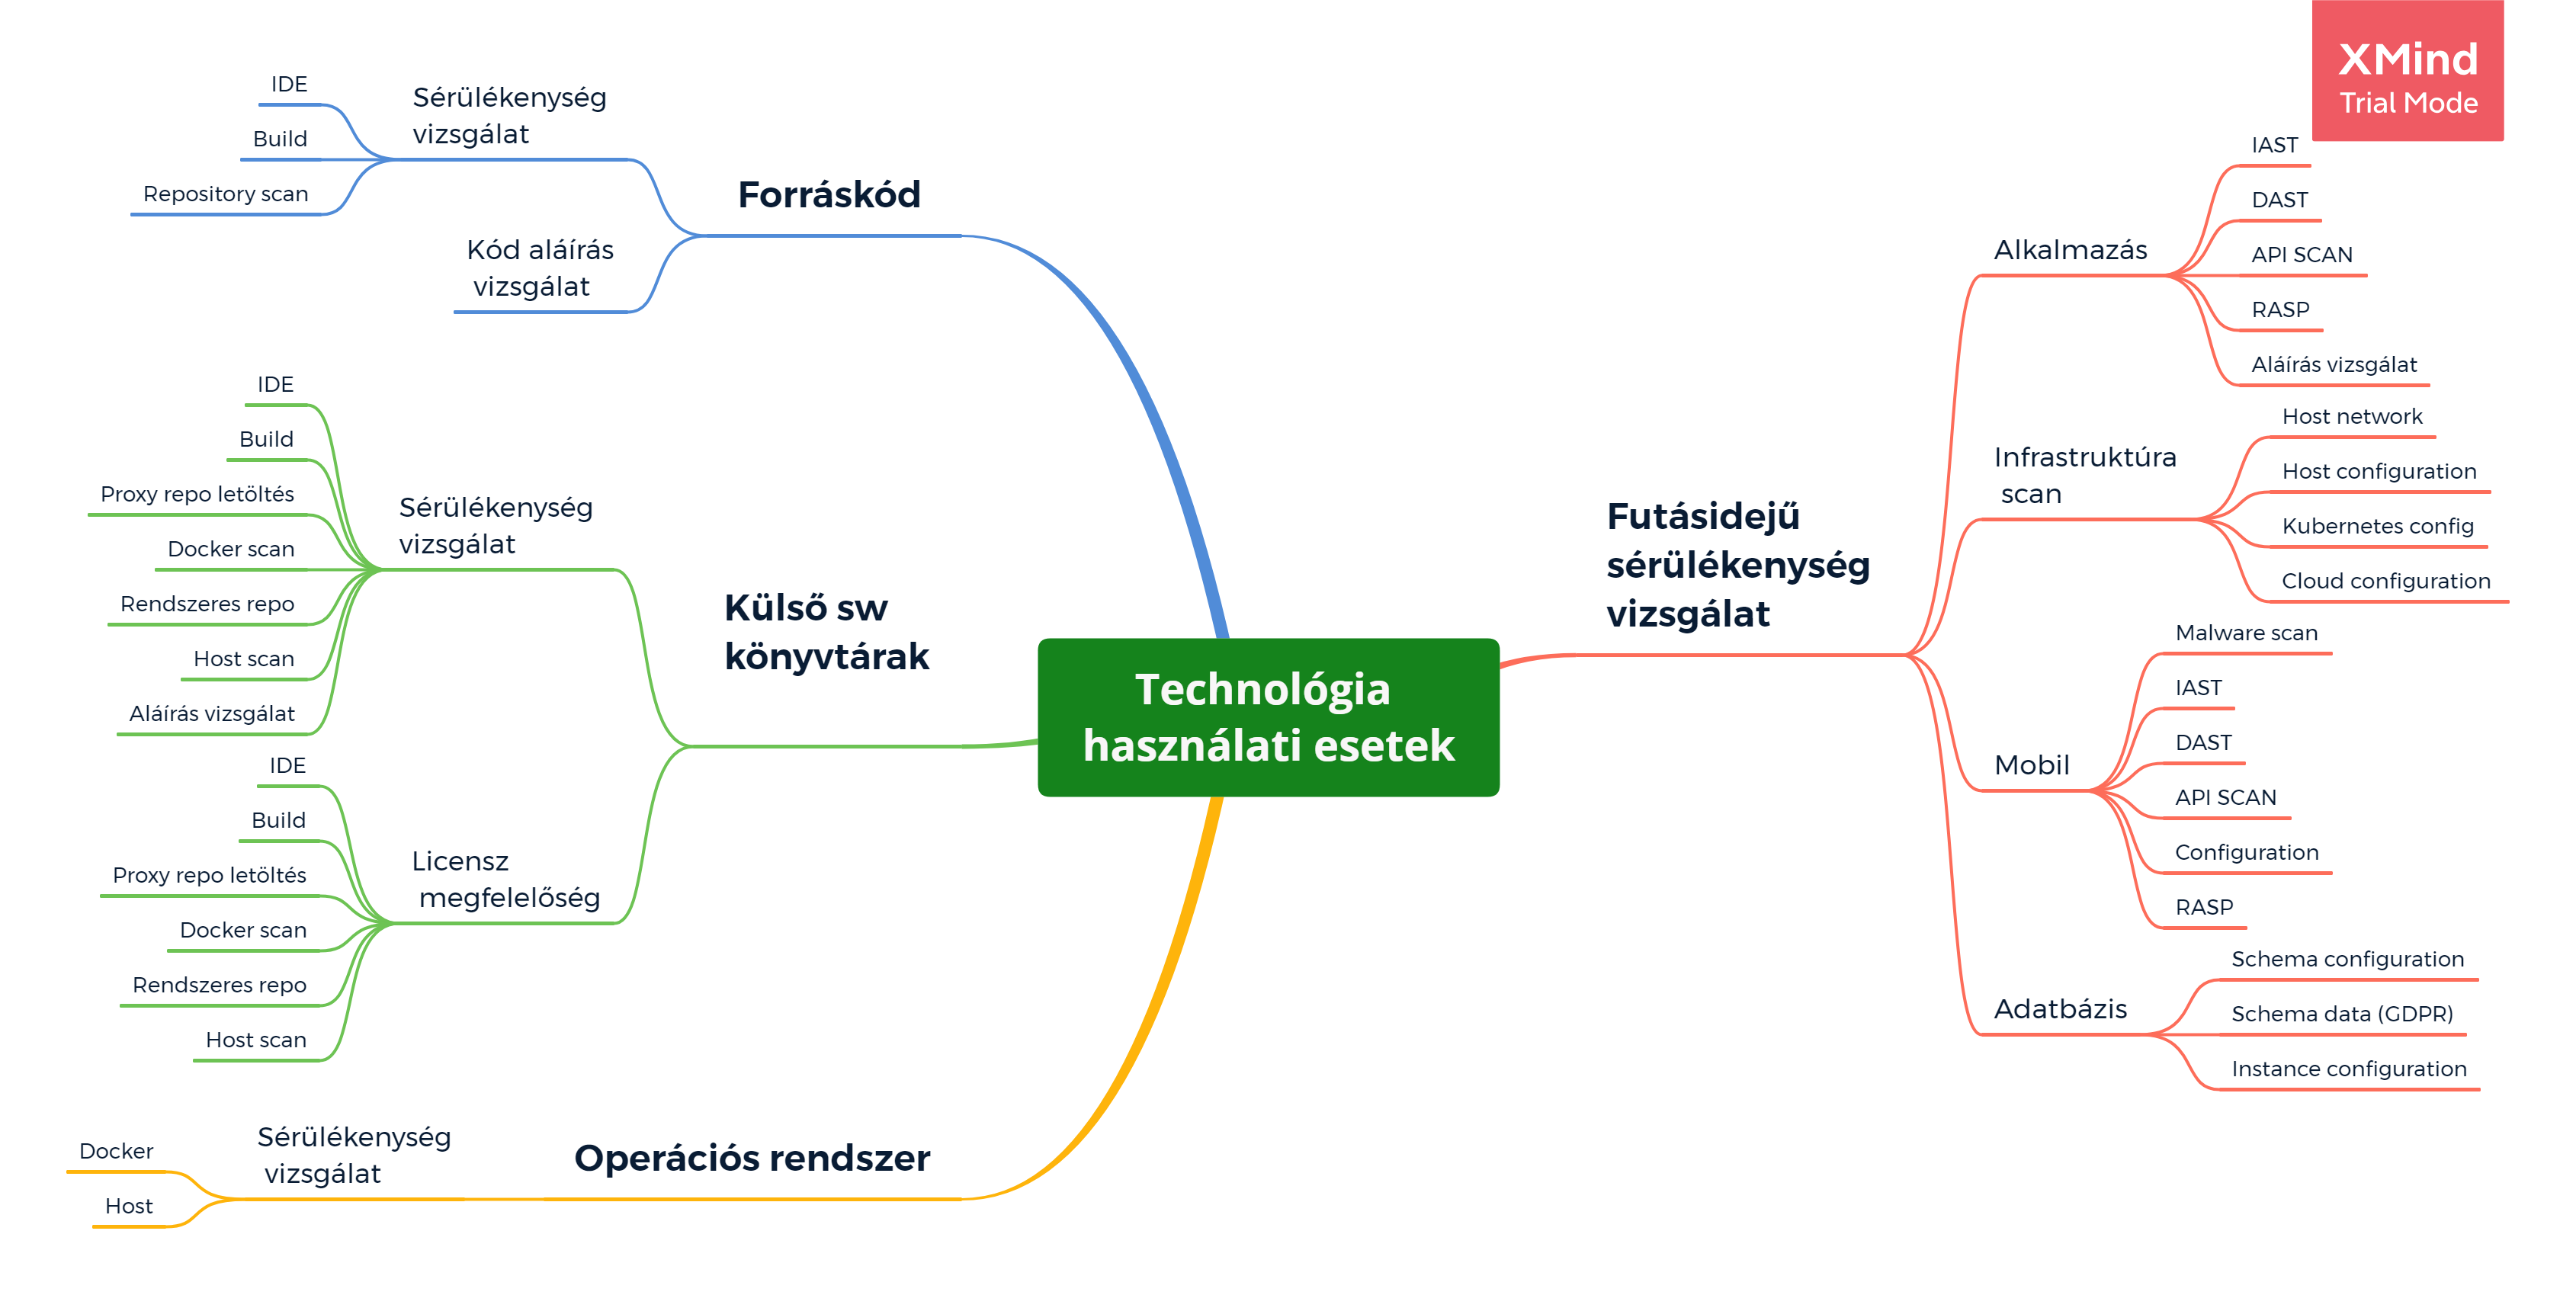 XMind
Trial Mode
Technológia
használati esetek
Forráskód
Sérülékenység
vizsgálat
IDE
Build
Repository scan
Kód aláírás
vizsgálat
Külső sw
könyvtárak
Sérülékenység
vizsgálat
IDE
Build
Proxy repo letöltés
Docker scan
Rendszeres repo
Host scan
Aláírás vizsgálat
Licensz
megfelelőség
IDE
Build
Proxy repo letöltés
Docker scan
Rendszeres repo
Host scan
Operációs rendszer
Sérülékenység
vizsgálat
Docker
Host
Futásidejű
sérülékenység
vizsgálat
Alkalmazás
IAST
DAST
API SCAN
RASP
Aláírás vizsgálat
Infrastruktúra
scan
Host network
Host configuration
Kubernetes config
Cloud configuration
Mobil
Malware scan
IAST
DAST
API SCAN
Configuration
RASP
Adatbázis
Schema configuration
Schema data (GDPR)
Instance configuration